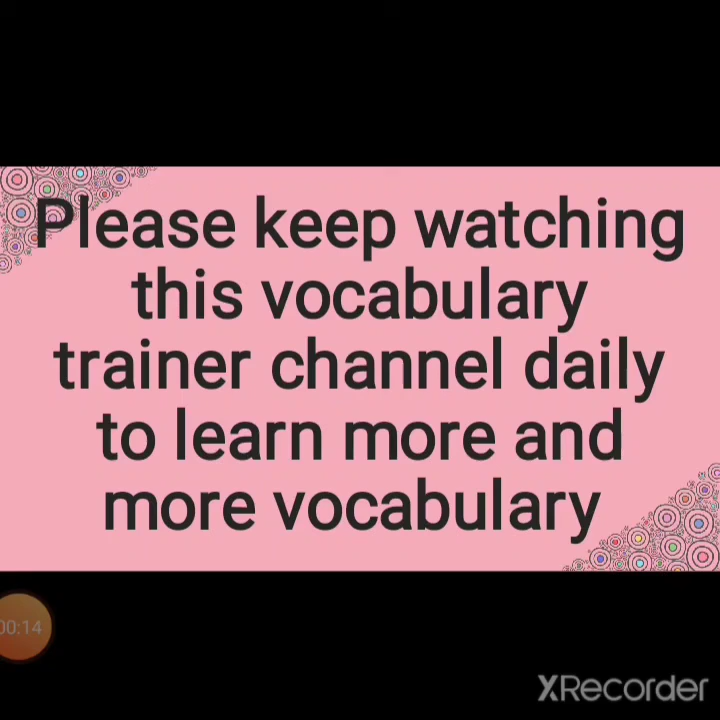 Please keep watching
this vocabulary
trainer channel daily
to learn more and
more vocabulary
00:14
XRecorder